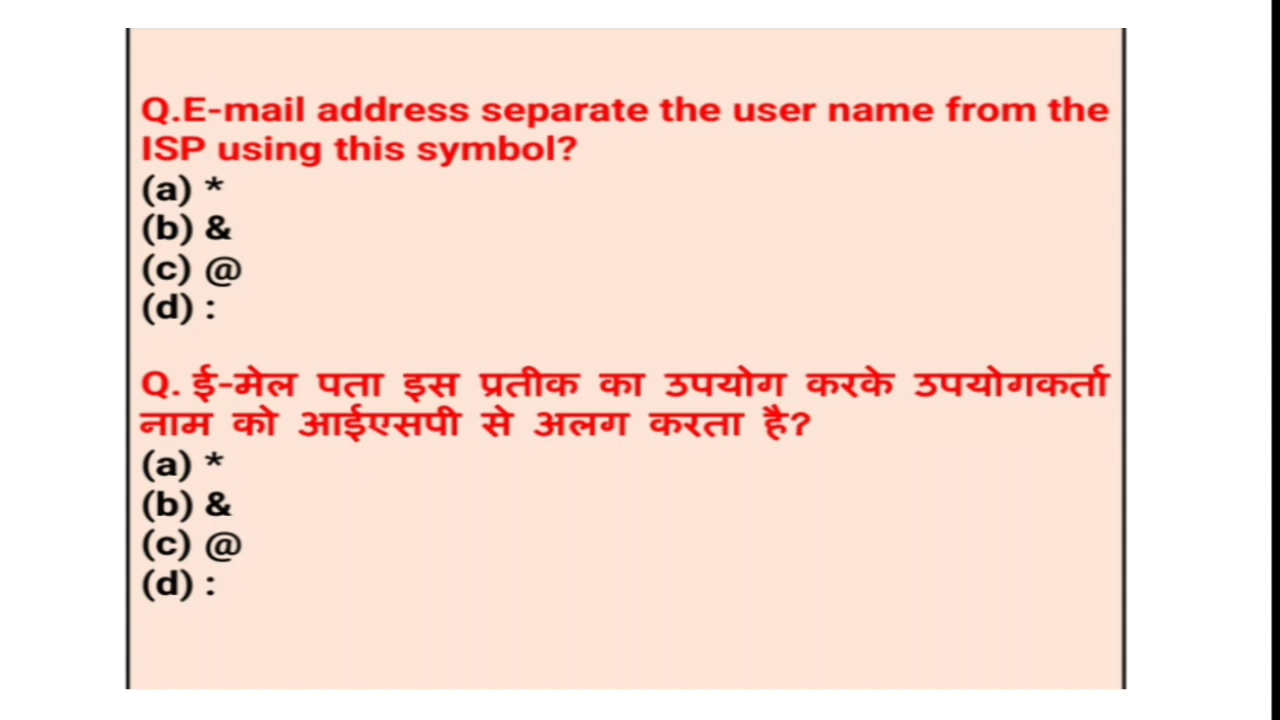 Q.E-mail address separate the user name from the
ISP using this symbol?
(a) *
(b) &
(c) @
(d) :
Q. ई-मेल पता इस प्रतीक का उपयोग करके उपयोगकर्ता
नाम को आईएसपी से अलग करता है?
(a) *
(b) &
(c) @
(d) :